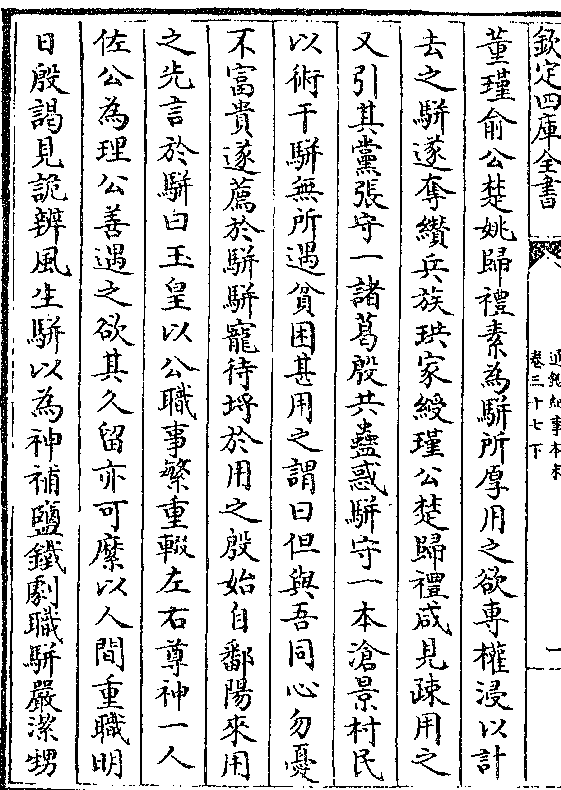 欽定四庫全書
通鑑紀事本末
卷三十七下
一
董瑾俞公楚姚歸禮素為駢所厚用之欲專權浸以計
去之駢遂奪纘兵族珙家綬瑾公楚歸禮咸見疎用之
又引其黨張守一諸葛殷共蠱惑駢守一本滄景村民
以術干駢無所遇貧困甚用之謂曰但與吾同心勿憂
不富貴遂薦於駢駢寵待埒於用之殷始自鄱陽來用
之先言於駢曰玉皇以公職事繁重輟左右尊神一人
佐公為理公善遇之欲其久留亦可縻以人間重職明
日殷謁見詭辨風生駢以為神補鹽鐵劇職駢嚴潔甥